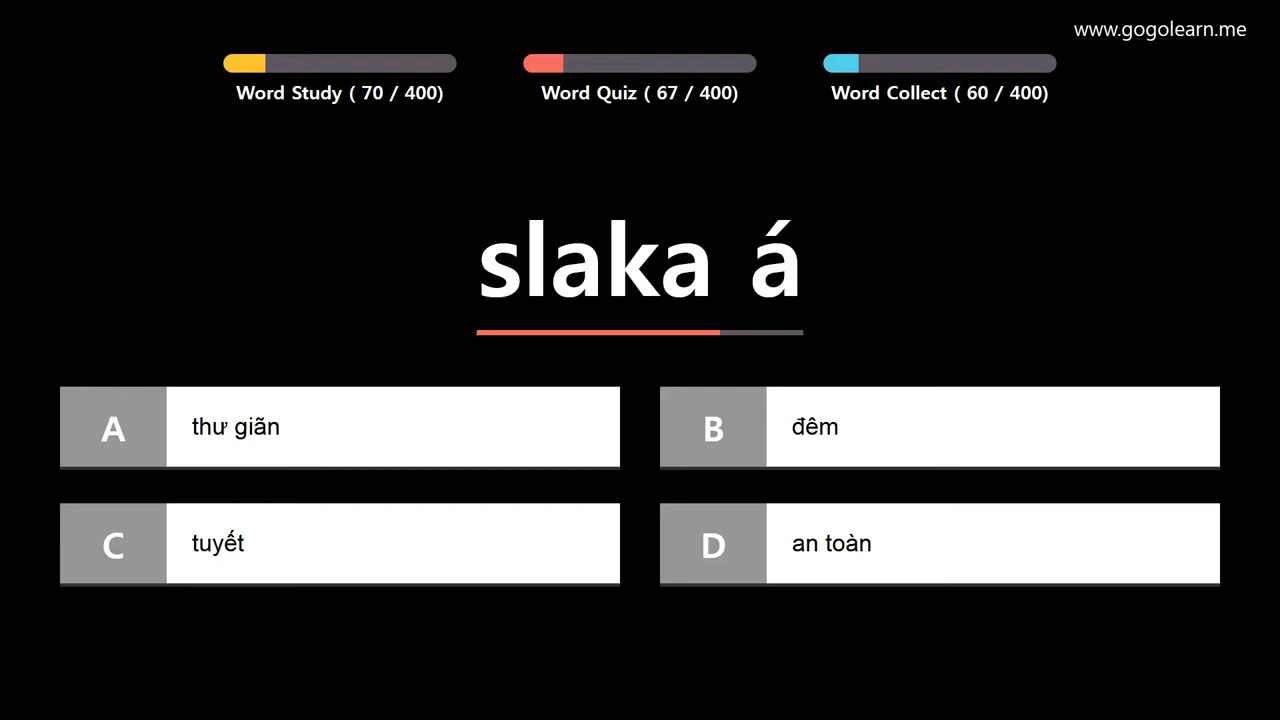 www.gogolearn.me
Word Study ( 70 / 400)
Word Quiz ( 67 / 400)
Word Collect ( 60 / 400)
slaka á
A thư giãn
B đêm
C tuyết
D an toàn